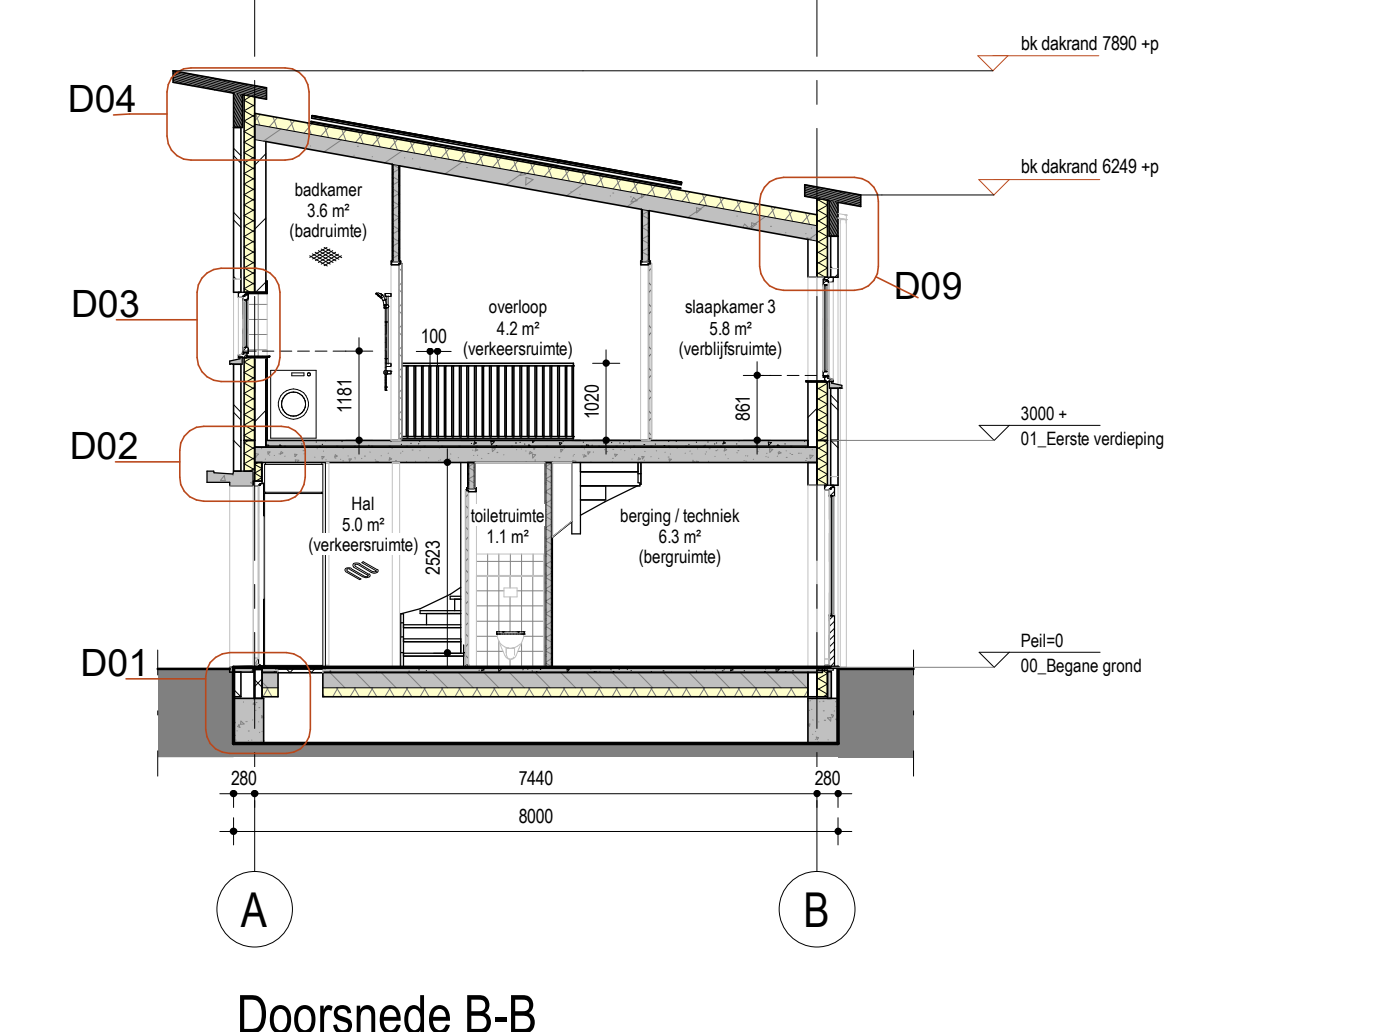 bk dakrand 7890 +p
D04
bk dakrand 6249 +p
badkamer
3.6 m²
(badruimte)
D03
D09
overloop
4.2 m²
(verkeersruimte)
slaapkamer 3
5.8 m²
(verblijfsruimte)
100
1181
1020
861
3000 +
01_Eerste verdieping
D02
Hal
5.0 m²
(verkeersruimte)
2523
toiletruimte
1.1 m²
berging / techniek
6.3 m²
(bergruimte)
D01
Peil=0
00_Begane grond
280
7440
280
8000
A
B
Doorsnede B-B